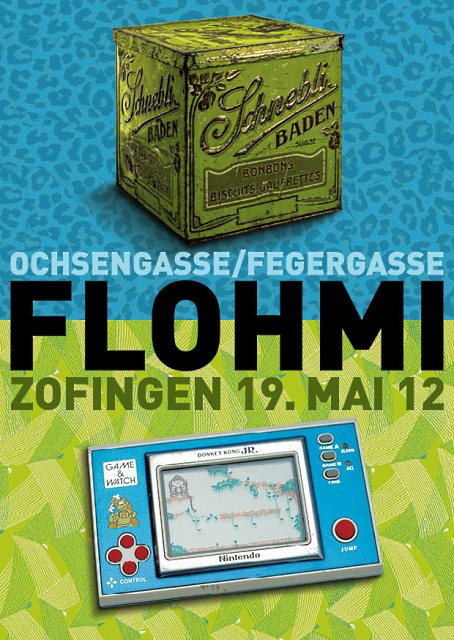 Schnebli
BADEN
Schnebli
BADEN
SUISSE
BONBONS
BISCUITS GAUFRETTES
OCHSENGASSE/FEGERGASSE
FLOHMI
ZOFINGEN 19. MAI 12
DONKEY KONG JR.
GAME &
WATCH
GAME A
ALARM
GAME B
ACL
TIME
JUMP
CONTROL
Nintendo